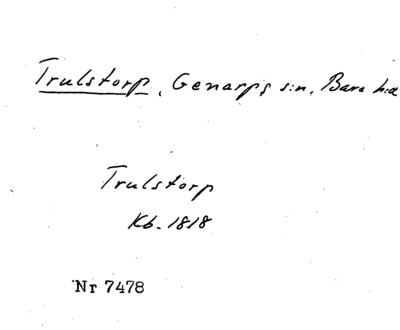 Trulstorp, Genarps s:n, Bara h:d
Trulstorp
Kb. 1818
Nr 7478